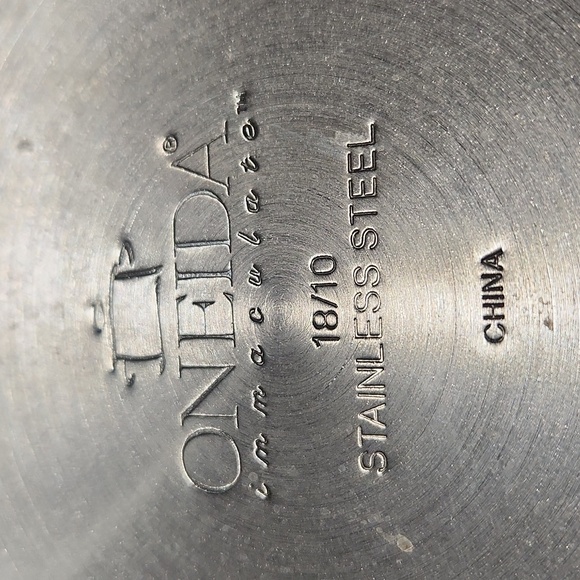 ONEIDA®
immaculate™
18/10
STAINLESS STEEL
CHINA